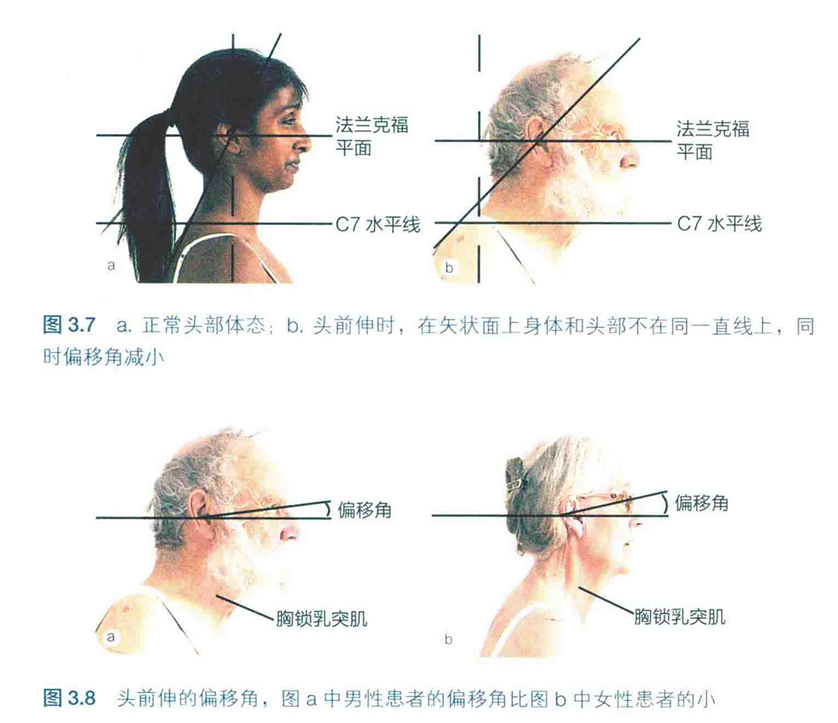 法兰克福
平面
C7 水平线
a
法兰克福
平面
C7 水平线
b
图 3.7 a. 正常头部体态；b. 头前伸时，在矢状面上身体和头部不在同一直线上，同
时偏移角减小
偏移角
胸锁乳突肌
a
偏移角
胸锁乳突肌
b
图 3.8 头前伸的偏移角，图 a 中男性患者的偏移角比图 b 中女性患者的小